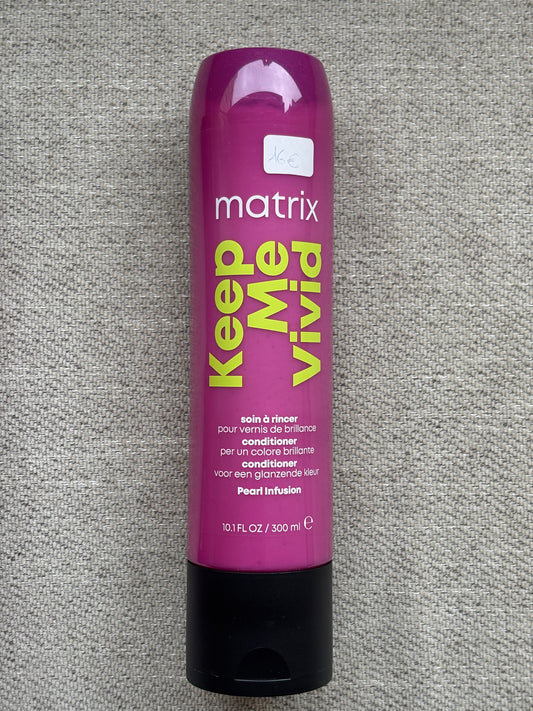 16€
matrix
Keep
Me
vivid
soin à rincer
pour vernis de brillance
conditioner
per un colore brillante
conditioner
voor een glanzende kleur
Pearl Infusion
10.1 FL OZ / 300 ml ℮